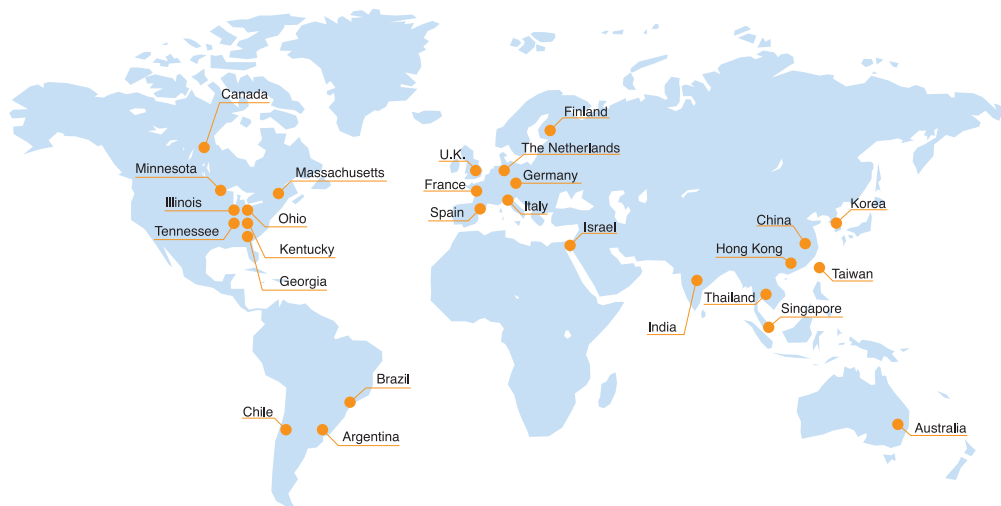 Canada
Finland
U.K.
The Netherlands
Minnesota
Massachusetts
France
Germany
Illinois
Spain
Italy
Korea
Ohio
Tennessee
Israel
China
Kentucky
Hong Kong
Georgia
Taiwan
Thailand
Singapore
India
Brazil
Chile
Argentina
Australia